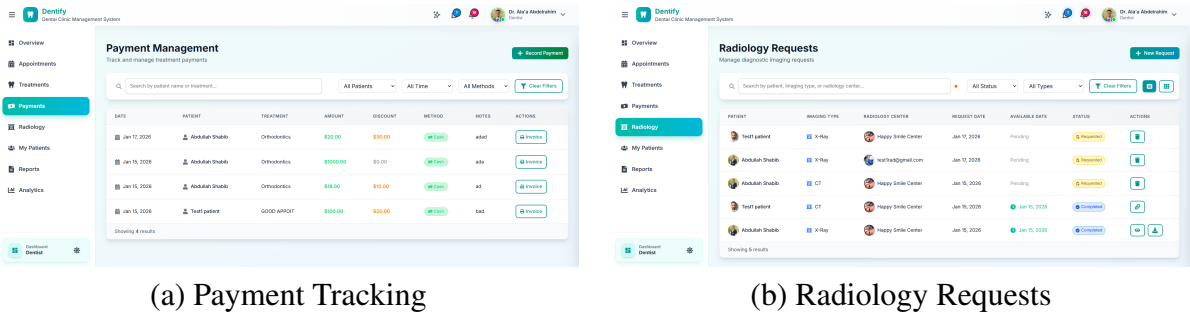 Dentify
Dental Clinic Management System
Dr. Ala'a Abdelrahim
Dentist
Overview
Appointments
Treatments
Payments
Radiology
My Patients
Reports
Analytics
Dashboard
Dentist
Payment Management
Track and manage treatment payments
+ Record Payment
Search by patient name or treatment...
All Patients
All Time
All Methods
Clear Filters
DATE PATIENT TREATMENT AMOUNT DISCOUNT METHOD NOTES ACTIONS
Jan 17, 2026 Abdullah Shabib Orthodontics $20.00 $30.00 Cash adad Invoice
Jan 15, 2026 Abdullah Shabib Orthodontics $1000.00 $0.00 Cash ada Invoice
Jan 15, 2026 Abdullah Shabib Orthodontics $18.00 $10.00 Cash ad Invoice
Jan 15, 2026 Test1 patient GOOD APPOIT $100.00 $20.00 Cash bad Invoice
Showing 4 results
(a) Payment Tracking
Dentify
Dental Clinic Management System
Dr. Ala'a Abdelrahim
Dentist
Overview
Appointments
Treatments
Payments
Radiology
My Patients
Reports
Analytics
Dashboard
Dentist
Radiology Requests
Manage diagnostic imaging requests
+ New Request
Search by patient, imaging type, or radiology center...
All Status
All Types
Clear Filters
PATIENT IMAGING TYPE RADIOLOGY CENTER REQUEST DATE AVAILABLE DATE STATUS ACTIONS
Test1 patient X-Ray Happy Smile Center Jan 17, 2026 Pending Requested
Abdullah Shabib X-Ray test1rad@gmail.com Jan 17, 2026 Pending Requested
Abdullah Shabib CT Happy Smile Center Jan 15, 2026 Pending Requested
Test1 patient CT Happy Smile Center Jan 15, 2026 Jan 15, 2026 Completed
Abdullah Shabib X-Ray Happy Smile Center Jan 15, 2026 Jan 15, 2026 Completed
Showing 5 results
(b) Radiology Requests